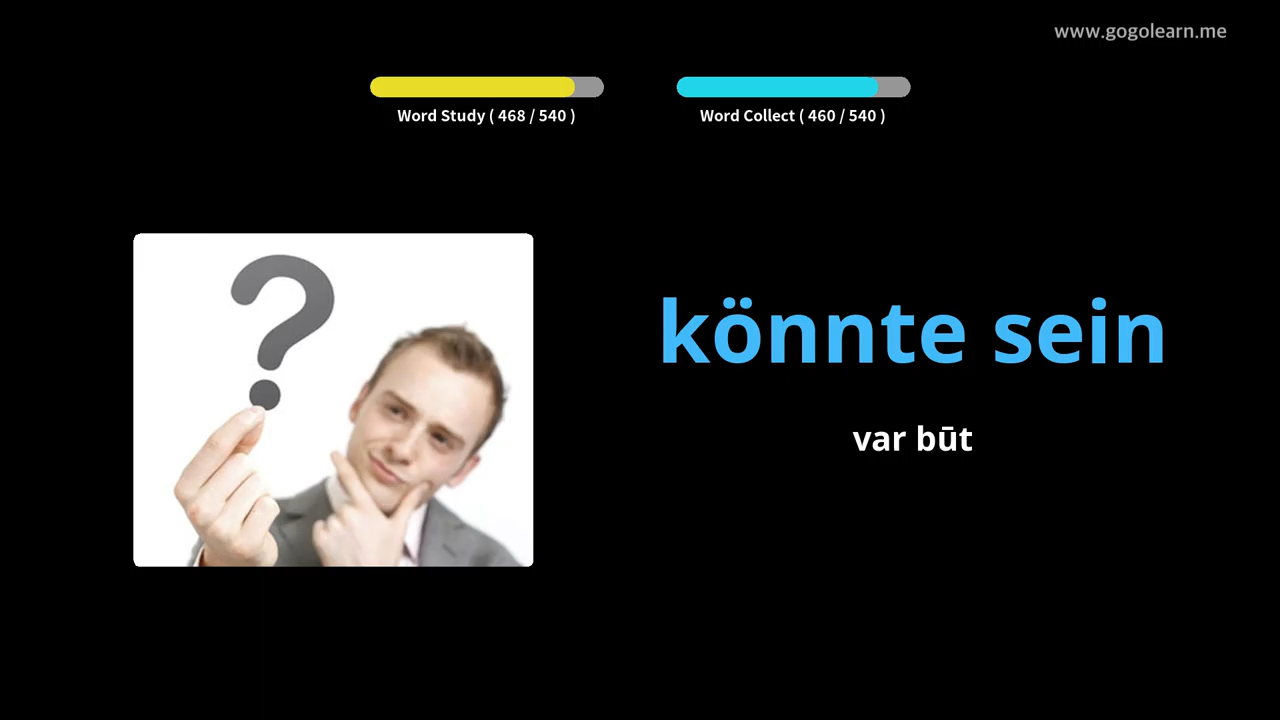 www.gogolearn.me
Word Study ( 468 / 540 )
Word Collect ( 460 / 540 )
könnte sein
var būt